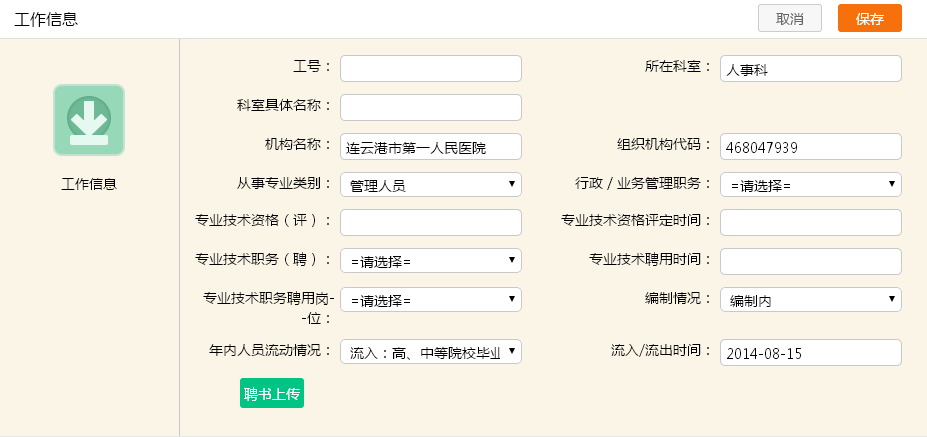 工作信息
取消
保存
工作信息
工号：
所在科室：
人事科
科室具体名称：
机构名称：
连云港市第一人民医院
组织机构代码：
468047939
从事专业类别：
管理人员
行政／业务管理职务：
=请选择=
专业技术资格（评）：
专业技术资格评定时间：
专业技术职务（聘）：
=请选择=
专业技术聘用时间：
专业技术职务聘用岗-
-位：
=请选择=
编制情况：
编制内
年内人员流动情况：
流入：高、中等院校毕业
流入/流出时间：
2014-08-15
聘书上传